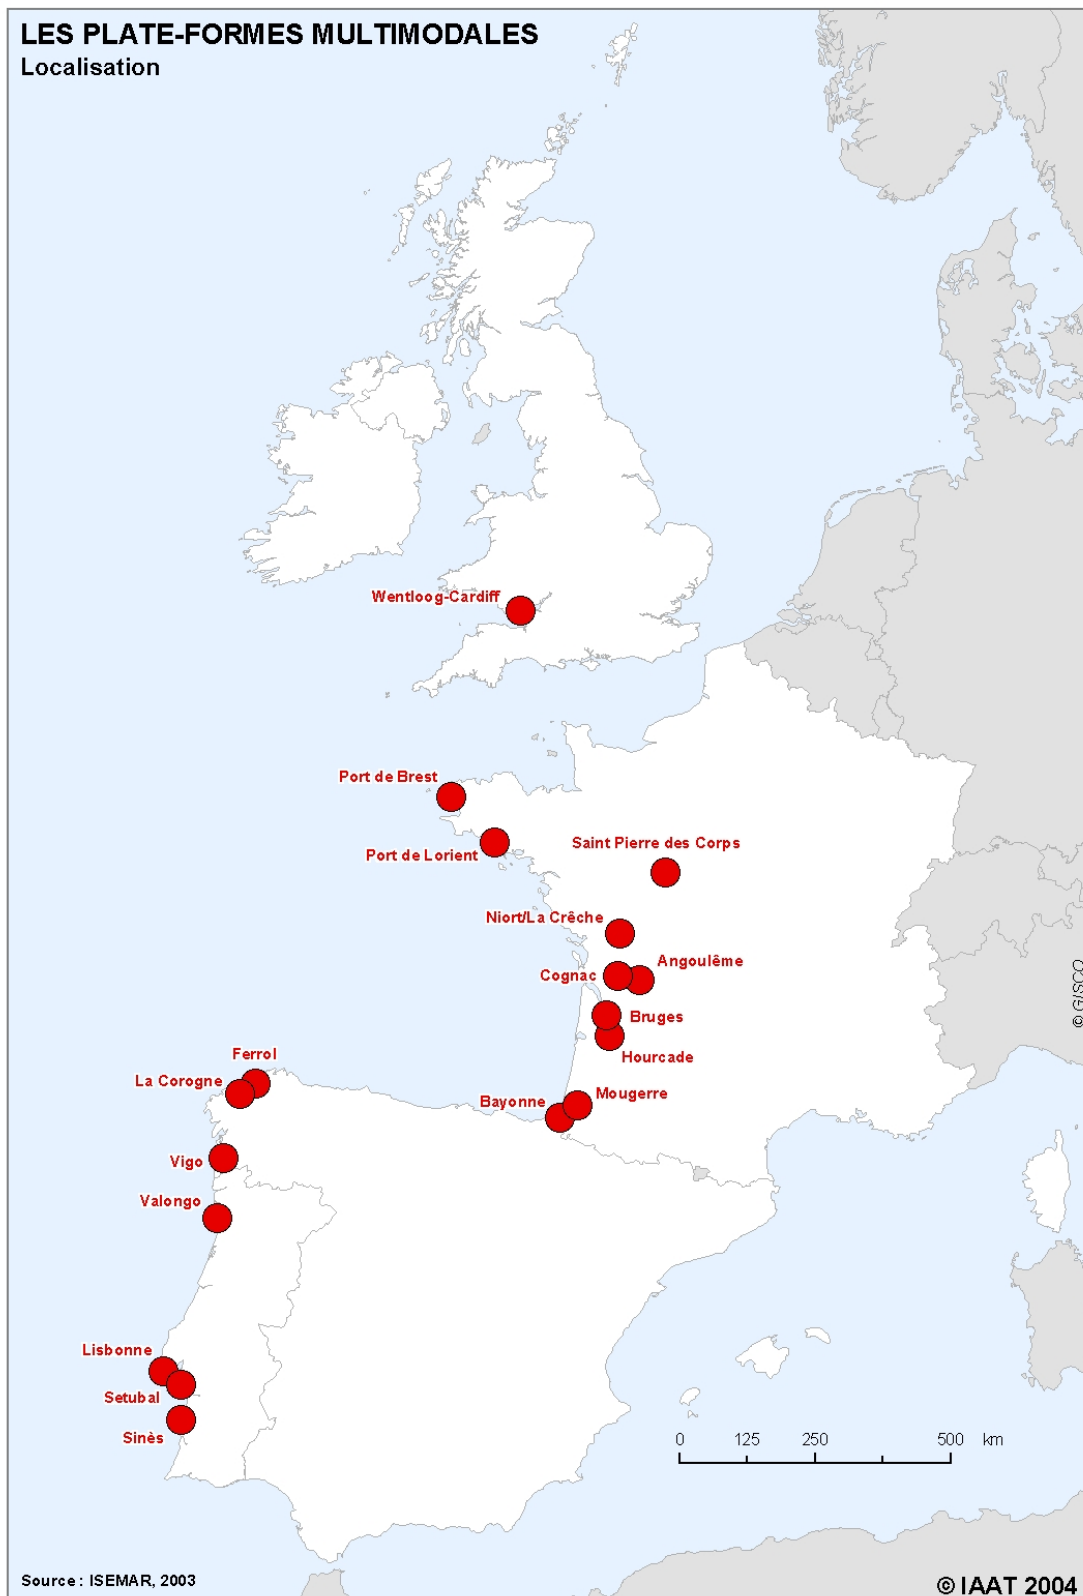 LES PLATE-FORMES MULTIMODALES
Localisation
Wentloog-Cardiff
Port de Brest
Port de Lorient
Saint Pierre des Corps
Niort/La Crêche
Cognac
Angoulême
Bruges
Hourcade
Ferrol
La Corogne
Bayonne
Mougerre
Vigo
Valongo
Lisbonne
Setubal
Sinès
0 125 250 500 km
© GISCO
Source : ISEMAR, 2003
© IAAT 2004